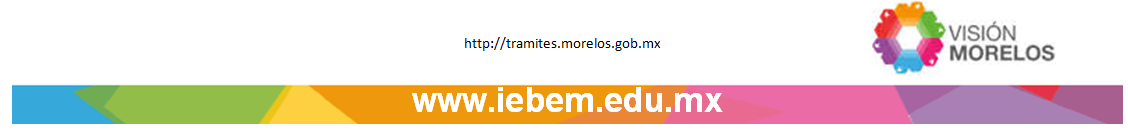 http://tramites.morelos.gob.mx
VISIÓN
MORELOS
www.iebem.edu.mx